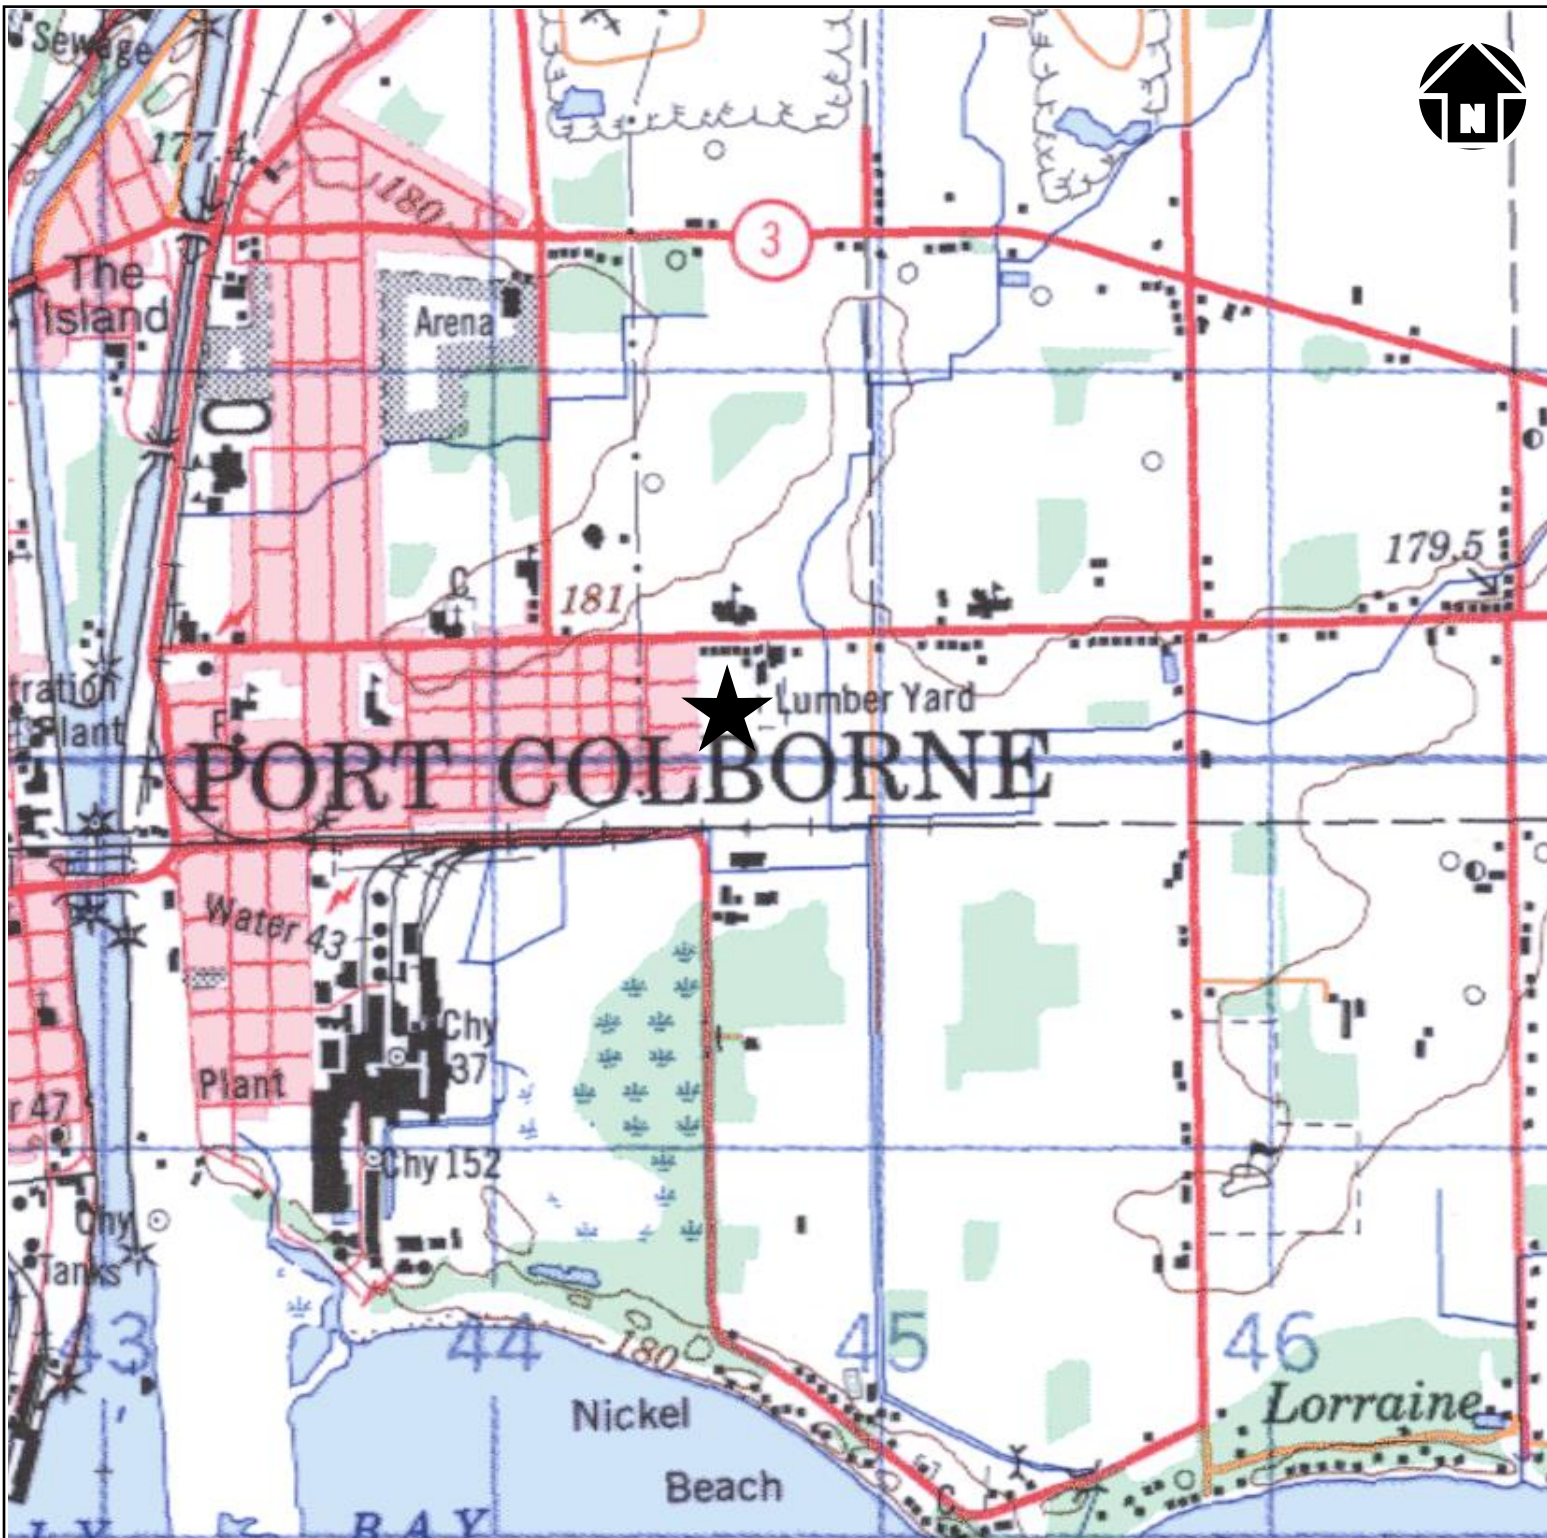 Sewage
N
177.4
180
3
The
Island
Arena
179.5
C
181
tration
Plant
F
Lumber Yard
PORT COLBORNE
Water 43
Chy
37
Plant
r 47
Chy 152
Chy
Tanks
43
44
45
46
180
Nickel
Beach
Lorraine
C
LY BAY